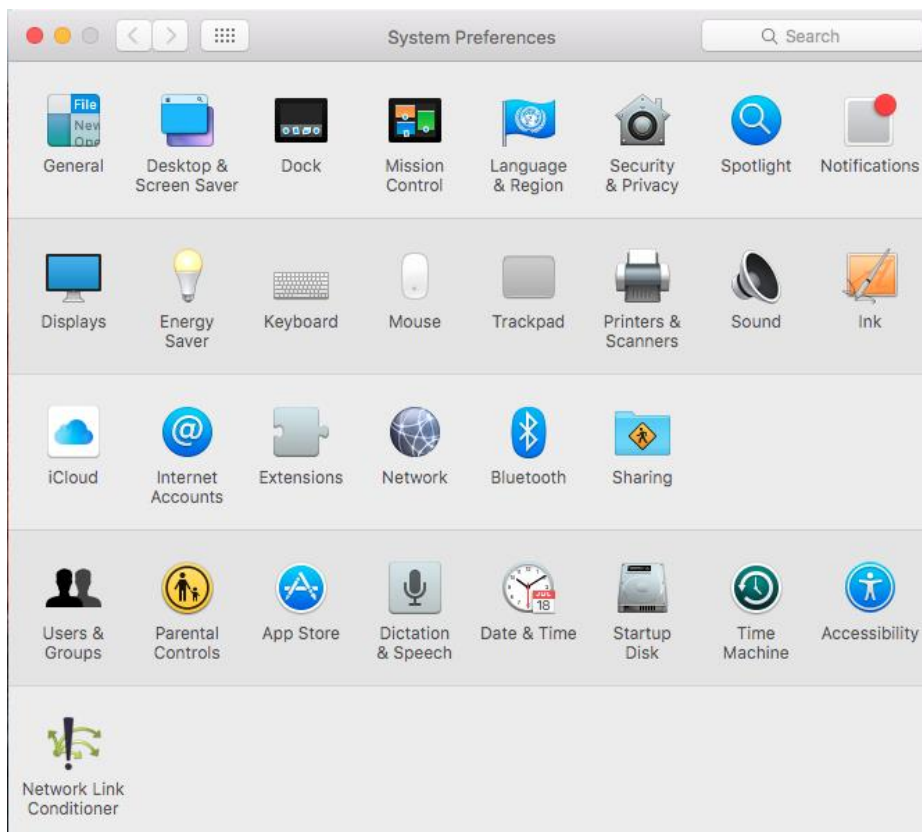 System Preferences
Search
File
New
Ope
General
Desktop &
Screen Saver
Dock
Mission
Control
Language
& Region
Security
& Privacy
Spotlight
Notifications
Displays
Energy
Saver
Keyboard
Mouse
Trackpad
Printers &
Scanners
Sound
Ink
@
iCloud
Internet
Accounts
Extensions
Network
Bluetooth
Sharing
JUL
18
Users &
Groups
Parental
Controls
App Store
Dictation
& Speech
Date & Time
Startup
Disk
Time
Machine
Accessibility
Network Link
Conditioner